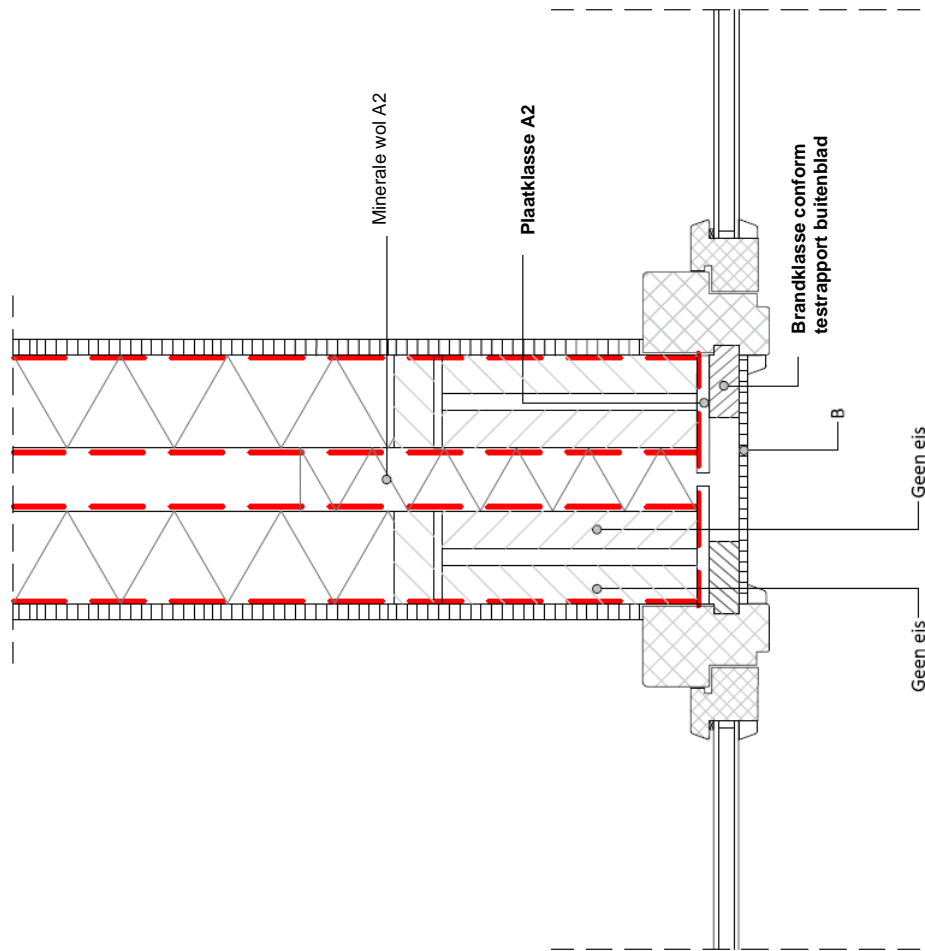 Minerale wol A2
Plaatklasse A2
Brandklasse conform
testrapport buitenblad
B
Geen eis
Geen eis